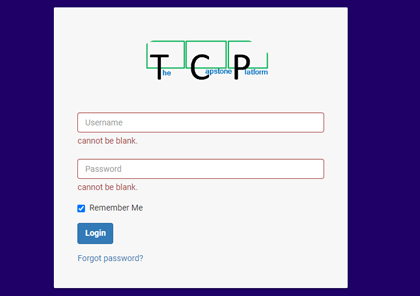 The Capstone Platform
Username
cannot be blank.
Password
cannot be blank.
Remember Me
Login
Forgot password?